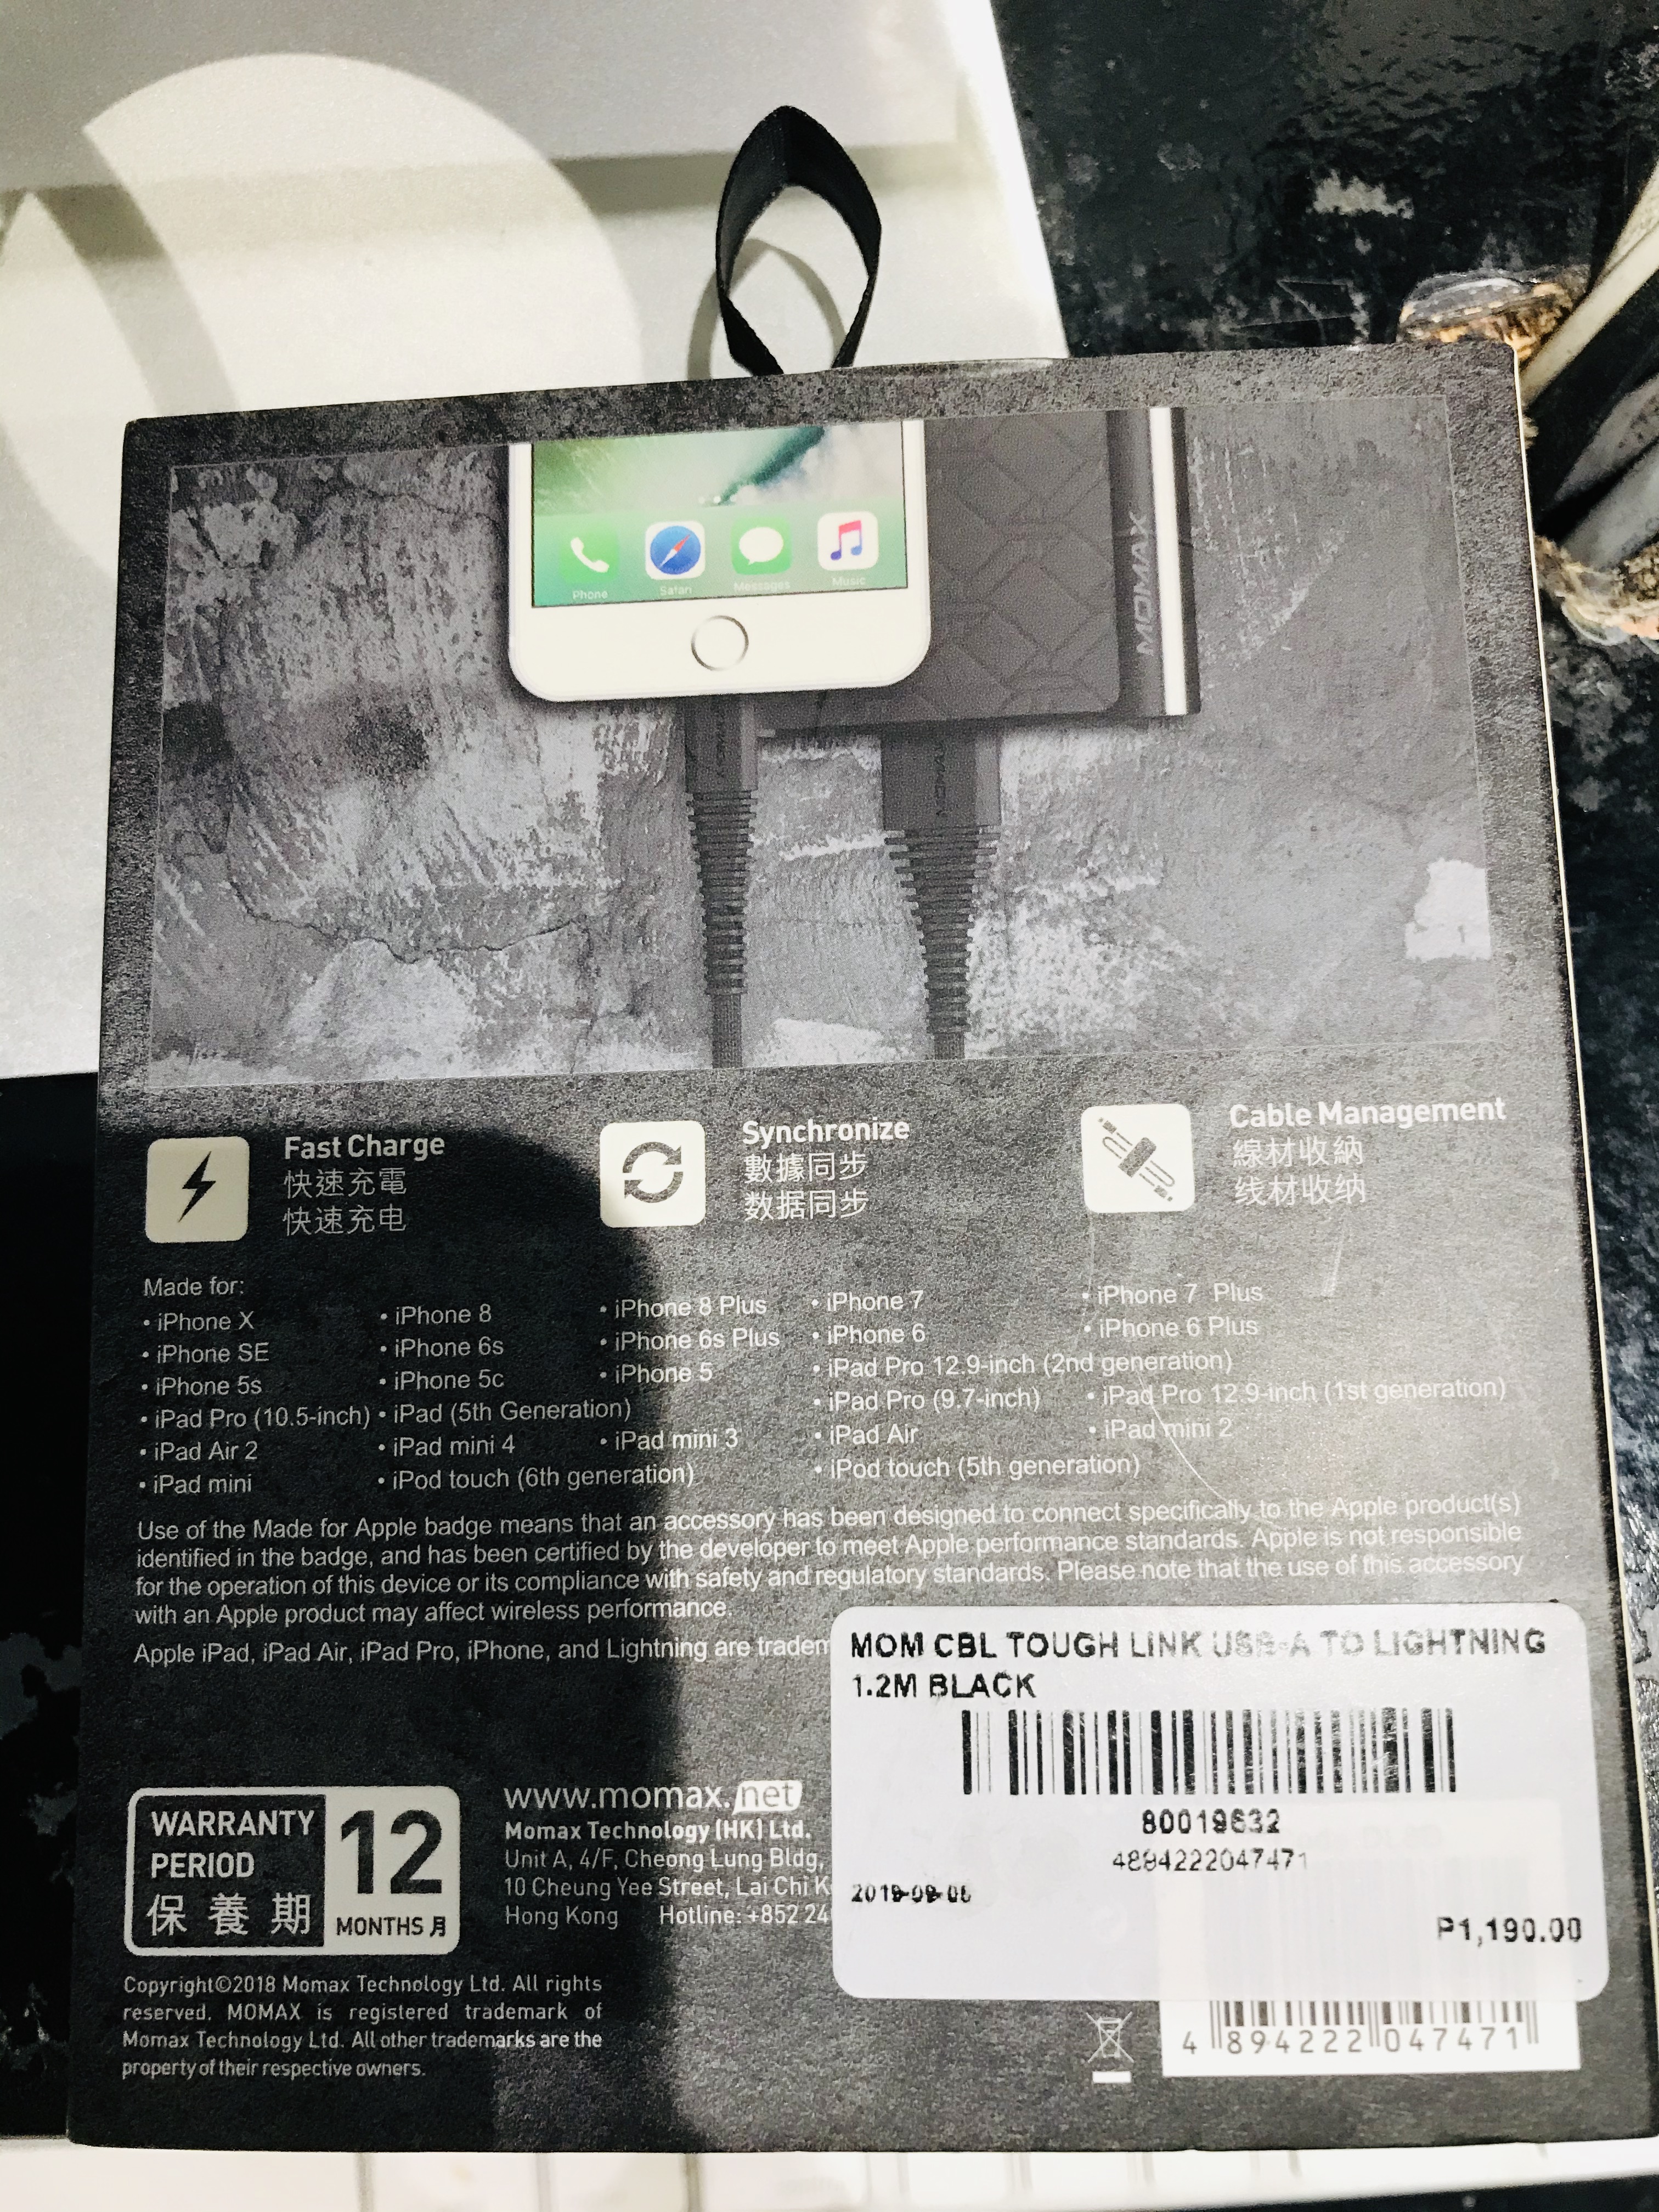 Phone
Safari
Messages
Music
MOMAX
Fast Charge
快速充電
快速充电
Synchronize
數據同步
数据同步
Cable Management
線材收納
线材收纳
Made for:
• iPhone X • iPhone 8 • iPhone 8 Plus • iPhone 7 • iPhone 7 Plus
• iPhone SE • iPhone 6s • iPhone 6s Plus • iPhone 6 • iPhone 6 Plus
• iPhone 5s • iPhone 5c • iPhone 5 • iPad Pro 12.9-inch (2nd generation)
• iPad Pro (10.5-inch) • iPad (5th Generation) • iPad Pro (9.7-inch) • iPad Pro 12.9-inch (1st generation)
• iPad Air 2 • iPad mini 4 • iPad mini 3 • iPad Air • iPad mini 2
• iPad mini • iPod touch (6th generation) • iPod touch (5th generation)
Use of the Made for Apple badge means that an accessory has been designed to connect specifically to the Apple product(s)
identified in the badge, and has been certified by the developer to meet Apple performance standards. Apple is not responsible
for the operation of this device or its compliance with safety and regulatory standards. Please note that the use of this accessory
with an Apple product may affect wireless performance.
Apple iPad, iPad Air, iPad Pro, iPhone, and Lightning are tradem
MOM CBL TOUGH LINK USB-A TO LIGHTNING
1.2M BLACK
80019632
4894222047471
2019-09-06
P1,190.00
WARRANTY
PERIOD
保養期
12
MONTHS 月
www.momax.net
Momax Technology (HK) Ltd.
Unit A, 4/F, Cheong Lung Bldg,
10 Cheung Yee Street, Lai Chi K
Hong Kong Hotline: +852 24
Copyright©2018 Momax Technology Ltd. All rights
reserved. MOMAX is registered trademark of
Momax Technology Ltd. All other trademarks are the
property of their respective owners.
4 894222 047471